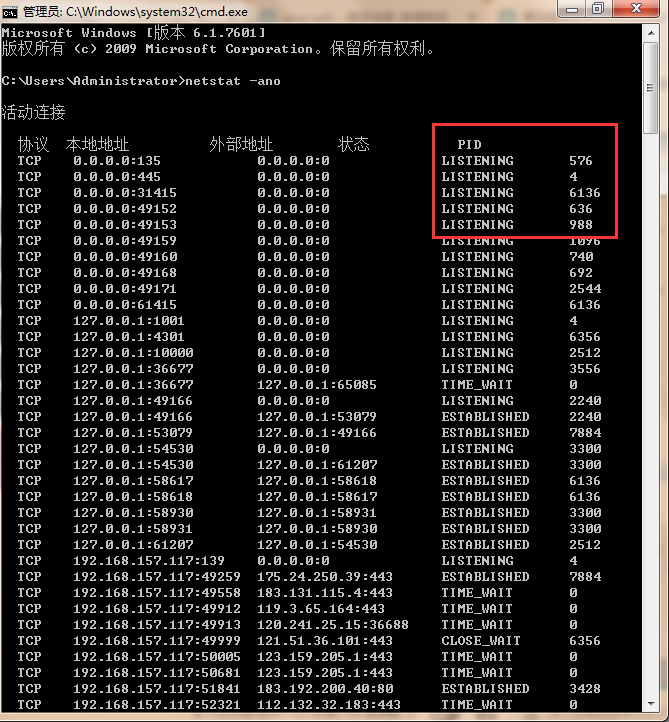 管理员: C:\Windows\system32\cmd.exe
Microsoft Windows [版本 6.1.7601]
版权所有 (c) 2009 Microsoft Corporation。保留所有权利。
C:\Users\Administrator>netstat -ano
活动连接
协议 本地地址 外部地址 状态 PID
TCP 0.0.0.0:135 0.0.0.0:0 LISTENING 576
TCP 0.0.0.0:445 0.0.0.0:0 LISTENING 4
TCP 0.0.0.0:31415 0.0.0.0:0 LISTENING 6136
TCP 0.0.0.0:49152 0.0.0.0:0 LISTENING 636
TCP 0.0.0.0:49153 0.0.0.0:0 LISTENING 988
TCP 0.0.0.0:49159 0.0.0.0:0 LISTENING 1096
TCP 0.0.0.0:49160 0.0.0.0:0 LISTENING 740
TCP 0.0.0.0:49168 0.0.0.0:0 LISTENING 692
TCP 0.0.0.0:49171 0.0.0.0:0 LISTENING 2544
TCP 0.0.0.0:61415 0.0.0.0:0 LISTENING 6136
TCP 127.0.0.1:1001 0.0.0.0:0 LISTENING 4
TCP 127.0.0.1:4301 0.0.0.0:0 LISTENING 6356
TCP 127.0.0.1:10000 0.0.0.0:0 LISTENING 2512
TCP 127.0.0.1:36677 0.0.0.0:0 LISTENING 3556
TCP 127.0.0.1:36677 127.0.0.1:65085 TIME_WAIT 0
TCP 127.0.0.1:49166 0.0.0.0:0 LISTENING 2240
TCP 127.0.0.1:49166 127.0.0.1:53079 ESTABLISHED 2240
TCP 127.0.0.1:53079 127.0.0.1:49166 ESTABLISHED 7884
TCP 127.0.0.1:54530 0.0.0.0:0 LISTENING 3300
TCP 127.0.0.1:54530 127.0.0.1:61207 ESTABLISHED 3300
TCP 127.0.0.1:58617 127.0.0.1:58618 ESTABLISHED 6136
TCP 127.0.0.1:58618 127.0.0.1:58617 ESTABLISHED 6136
TCP 127.0.0.1:58930 127.0.0.1:58931 ESTABLISHED 3300
TCP 127.0.0.1:58931 127.0.0.1:58930 ESTABLISHED 3300
TCP 127.0.0.1:61207 127.0.0.1:54530 ESTABLISHED 2512
TCP 192.168.157.117:139 0.0.0.0:0 LISTENING 4
TCP 192.168.157.117:49259 175.24.250.39:443 ESTABLISHED 7884
TCP 192.168.157.117:49558 183.131.115.4:443 TIME_WAIT 0
TCP 192.168.157.117:49912 119.3.65.164:443 TIME_WAIT 0
TCP 192.168.157.117:49913 120.241.25.15:36688 TIME_WAIT 0
TCP 192.168.157.117:49999 121.51.36.101:443 CLOSE_WAIT 6356
TCP 192.168.157.117:50005 123.159.205.1:443 TIME_WAIT 0
TCP 192.168.157.117:50681 123.159.205.1:443 TIME_WAIT 0
TCP 192.168.157.117:51841 183.192.200.40:80 ESTABLISHED 3428
TCP 192.168.157.117:52321 112.132.32.183:443 TIME_WAIT 0